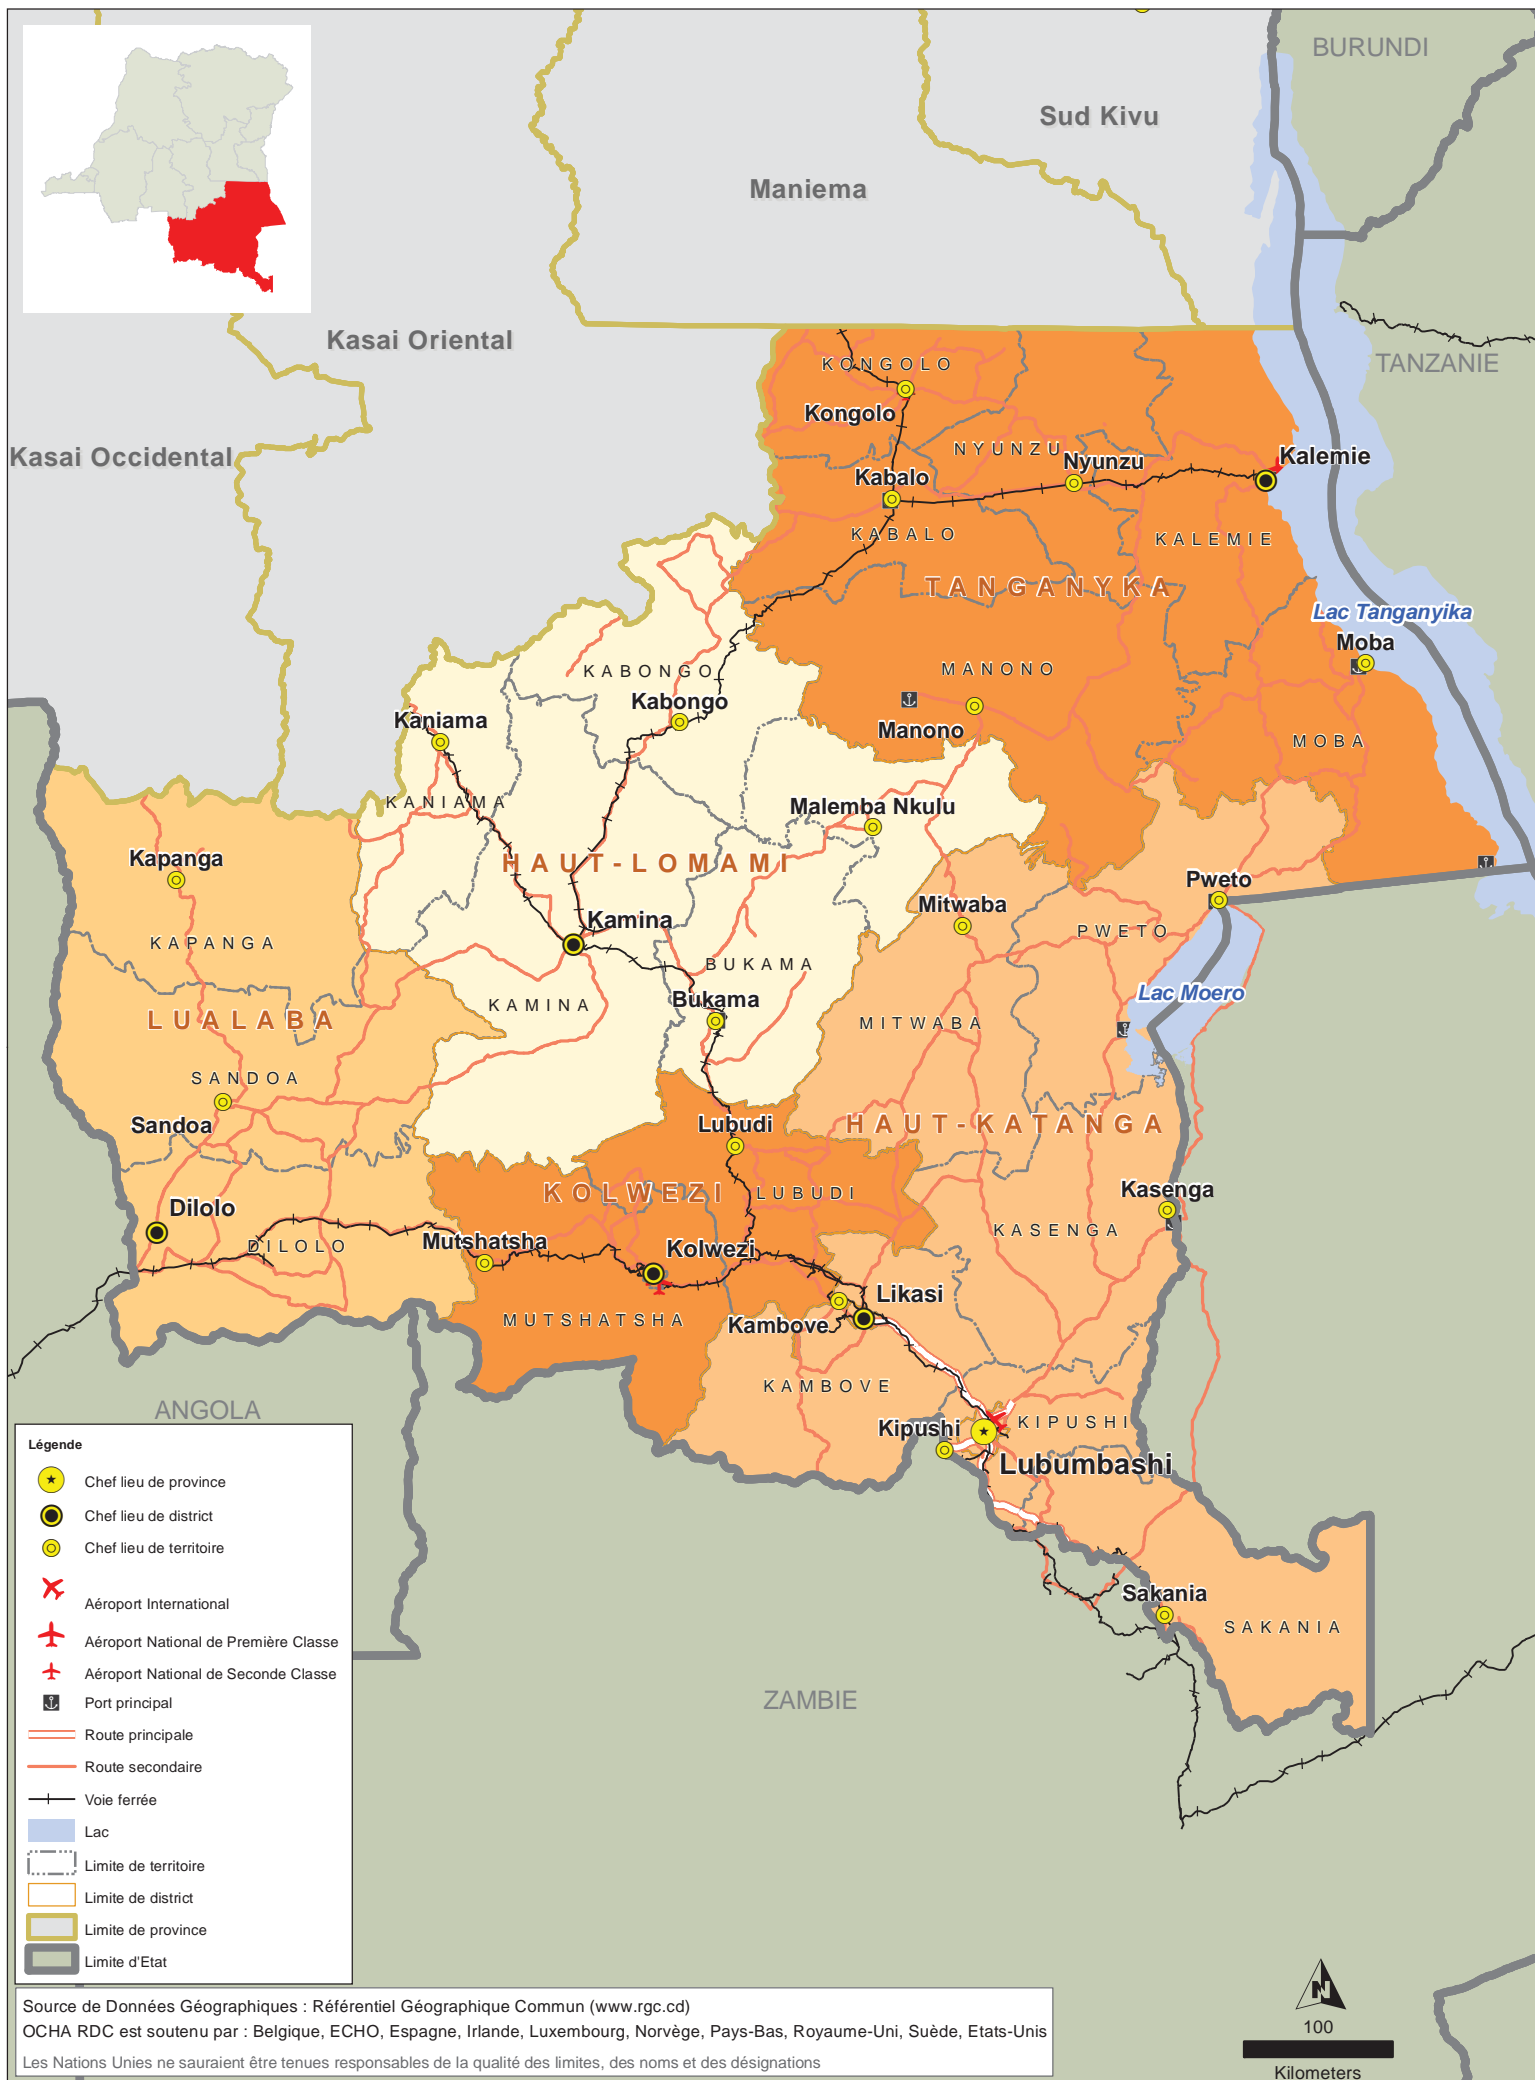 BURUNDI
Sud Kivu
Maniema
Kasai Oriental
TANZANIE
KONGOLO
Kongolo
Kasai Occidental
NYUNZU
Nyunzu
Kalemie
Kabalo
KABALO
KALEMIE
TANGANYKA
Lac Tanganyika
Moba
KABONGO
MANONO
Kabongo
Kaniama
Manono
MOBA
KANIAMA
Malemba Nkulu
Kapanga
HAUT-LOMAMI
Pweto
Mitwaba
Kamina
PWETO
KAPANGA
BUKAMA
Lac Moero
KAMINA
Bukama
LUALABA
MITWABA
SANDOA
Sandoa
Lubudi
HAUT-KATANGA
KOLWEZI
LUBUDI
Kasenga
Dilolo
KASENGA
DILOLO
Mutshatsha
Kolwezi
Likasi
MUTSHATSHA
Kambove
KAMBOVE
ANGOLA
Kipushi
KIPUSHI
Lubumbashi
Sakania
SAKANIA
ZAMBIE
Légende
Chef lieu de province
Chef lieu de district
Chef lieu de territoire
Aéroport International
Aéroport National de Première Classe
Aéroport National de Seconde Classe
Port principal
Route principale
Route secondaire
Voie ferrée
Lac
Limite de territoire
Limite de district
Limite de province
Limite d'Etat
Source de Données Géographiques : Référentiel Géographique Commun (www.rgc.cd)
OCHA RDC est soutenu par : Belgique, ECHO, Espagne, Irlande, Luxembourg, Norvège, Pays-Bas, Royaume-Uni, Suède, Etats-Unis
Les Nations Unies ne sauraient être tenues responsables de la qualité des limites, des noms et des désignations
N
100
Kilometers